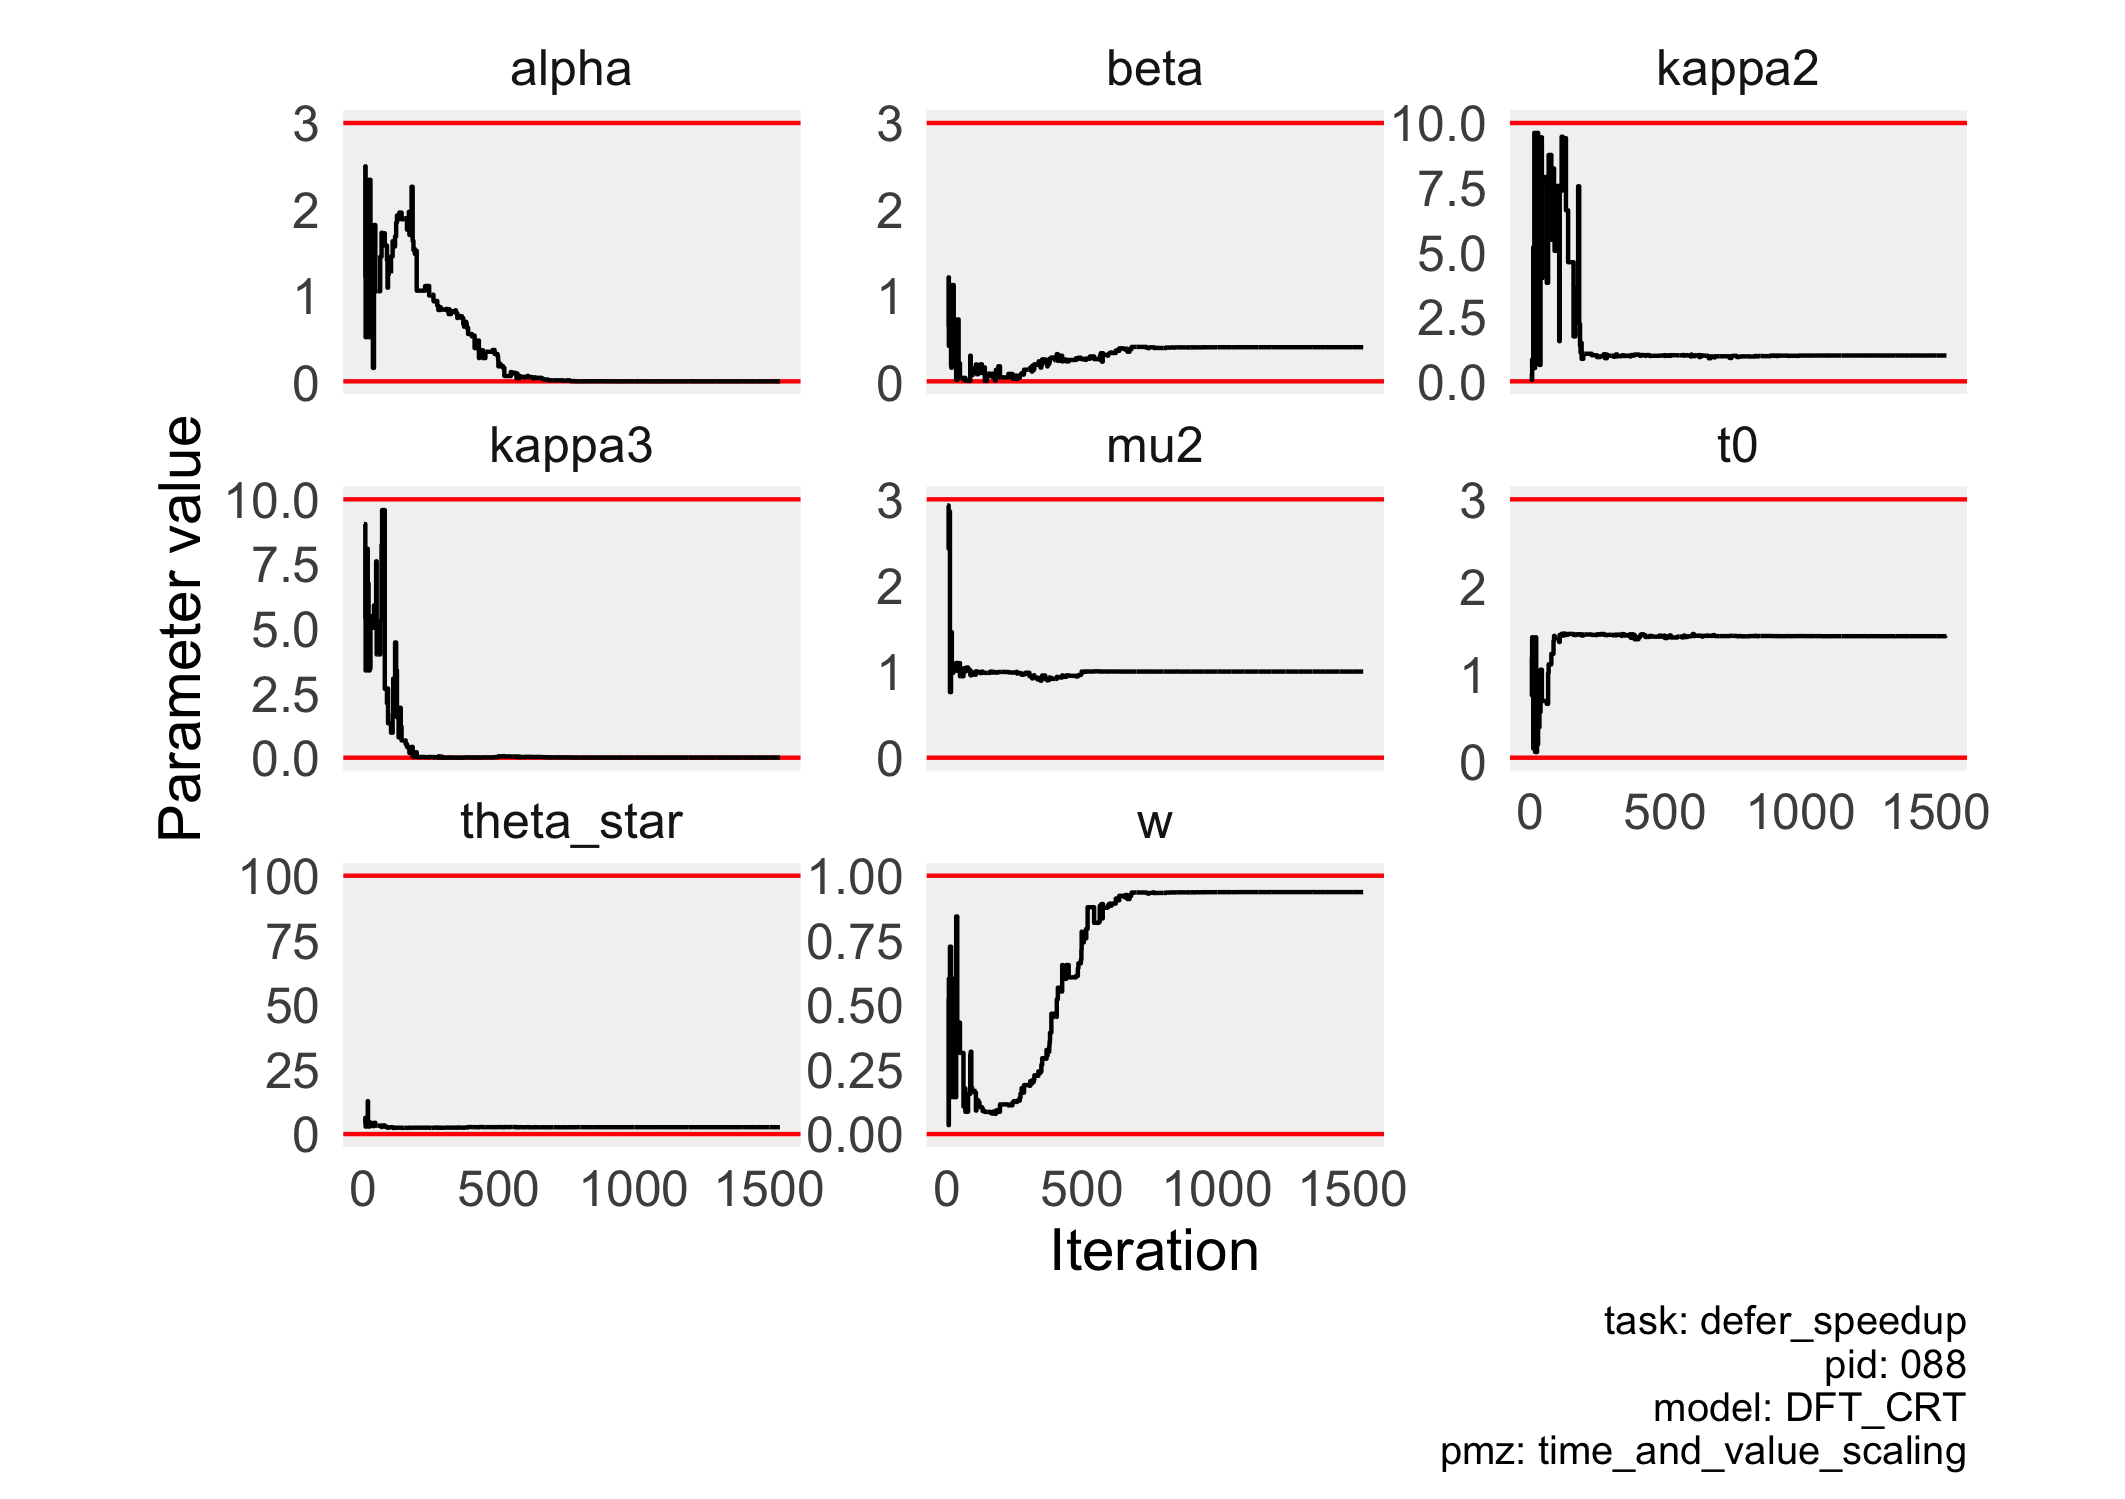 alpha
beta
kappa2
3
2
1
0
3
2
1
0
10.0
7.5
5.0
2.5
0.0
kappa3
mu2
t0
10.0
7.5
5.0
2.5
0.0
3
2
1
0
3
2
1
0
0 500 1000 1500
theta_star
w
100
75
50
25
0
1.00
0.75
0.50
0.25
0.00
0 500 1000 1500
0 500 1000 1500
Parameter value
Iteration
task: defer_speedup
pid: 088
model: DFT_CRT
pmz: time_and_value_scaling